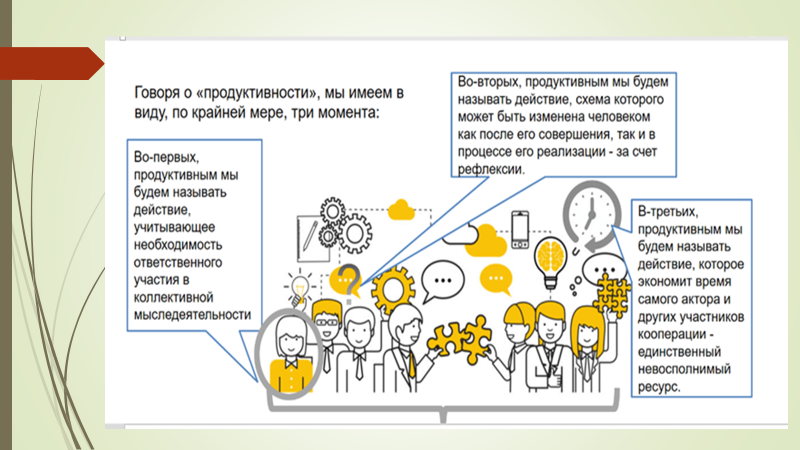 Говоря о «продуктивности», мы имеем в
виду, по крайней мере, три момента:
Во-первых,
продуктивным мы
будем называть
действие,
учитывающее
необходимость
ответственного
участия в
коллективной
мыследеятельности
Во-вторых, продуктивным мы будем
называть действие, схема которого
может быть изменена человеком
как после его совершения, так и в
процессе его реализации - за счет
рефлексии.
В-третьих,
продуктивным мы
будем называть
действие, которое
экономит время
самого актора и
других участников
кооперации -
единственный
невосполнимый
ресурс.